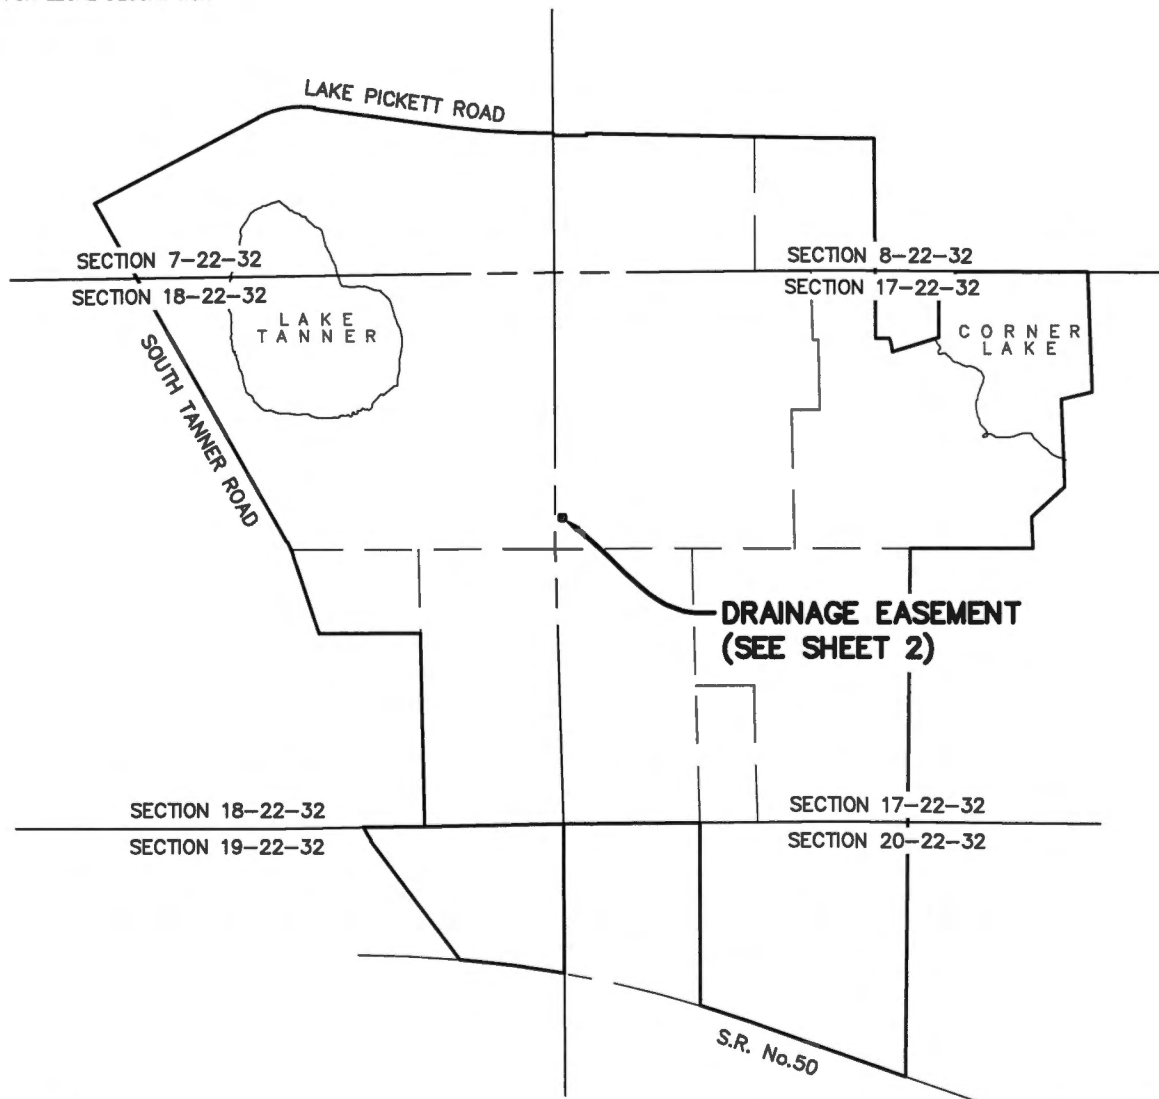 LAKE PICKETT ROAD
SECTION 7-22-32
SECTION 18-22-32
SECTION 8-22-32
SECTION 17-22-32
LAKE
TANNER
CORNER
LAKE
SOUTH TANNER ROAD
DRAINAGE EASEMENT
(SEE SHEET 2)
SECTION 18-22-32
SECTION 19-22-32
SECTION 17-22-32
SECTION 20-22-32
S.R. No.50